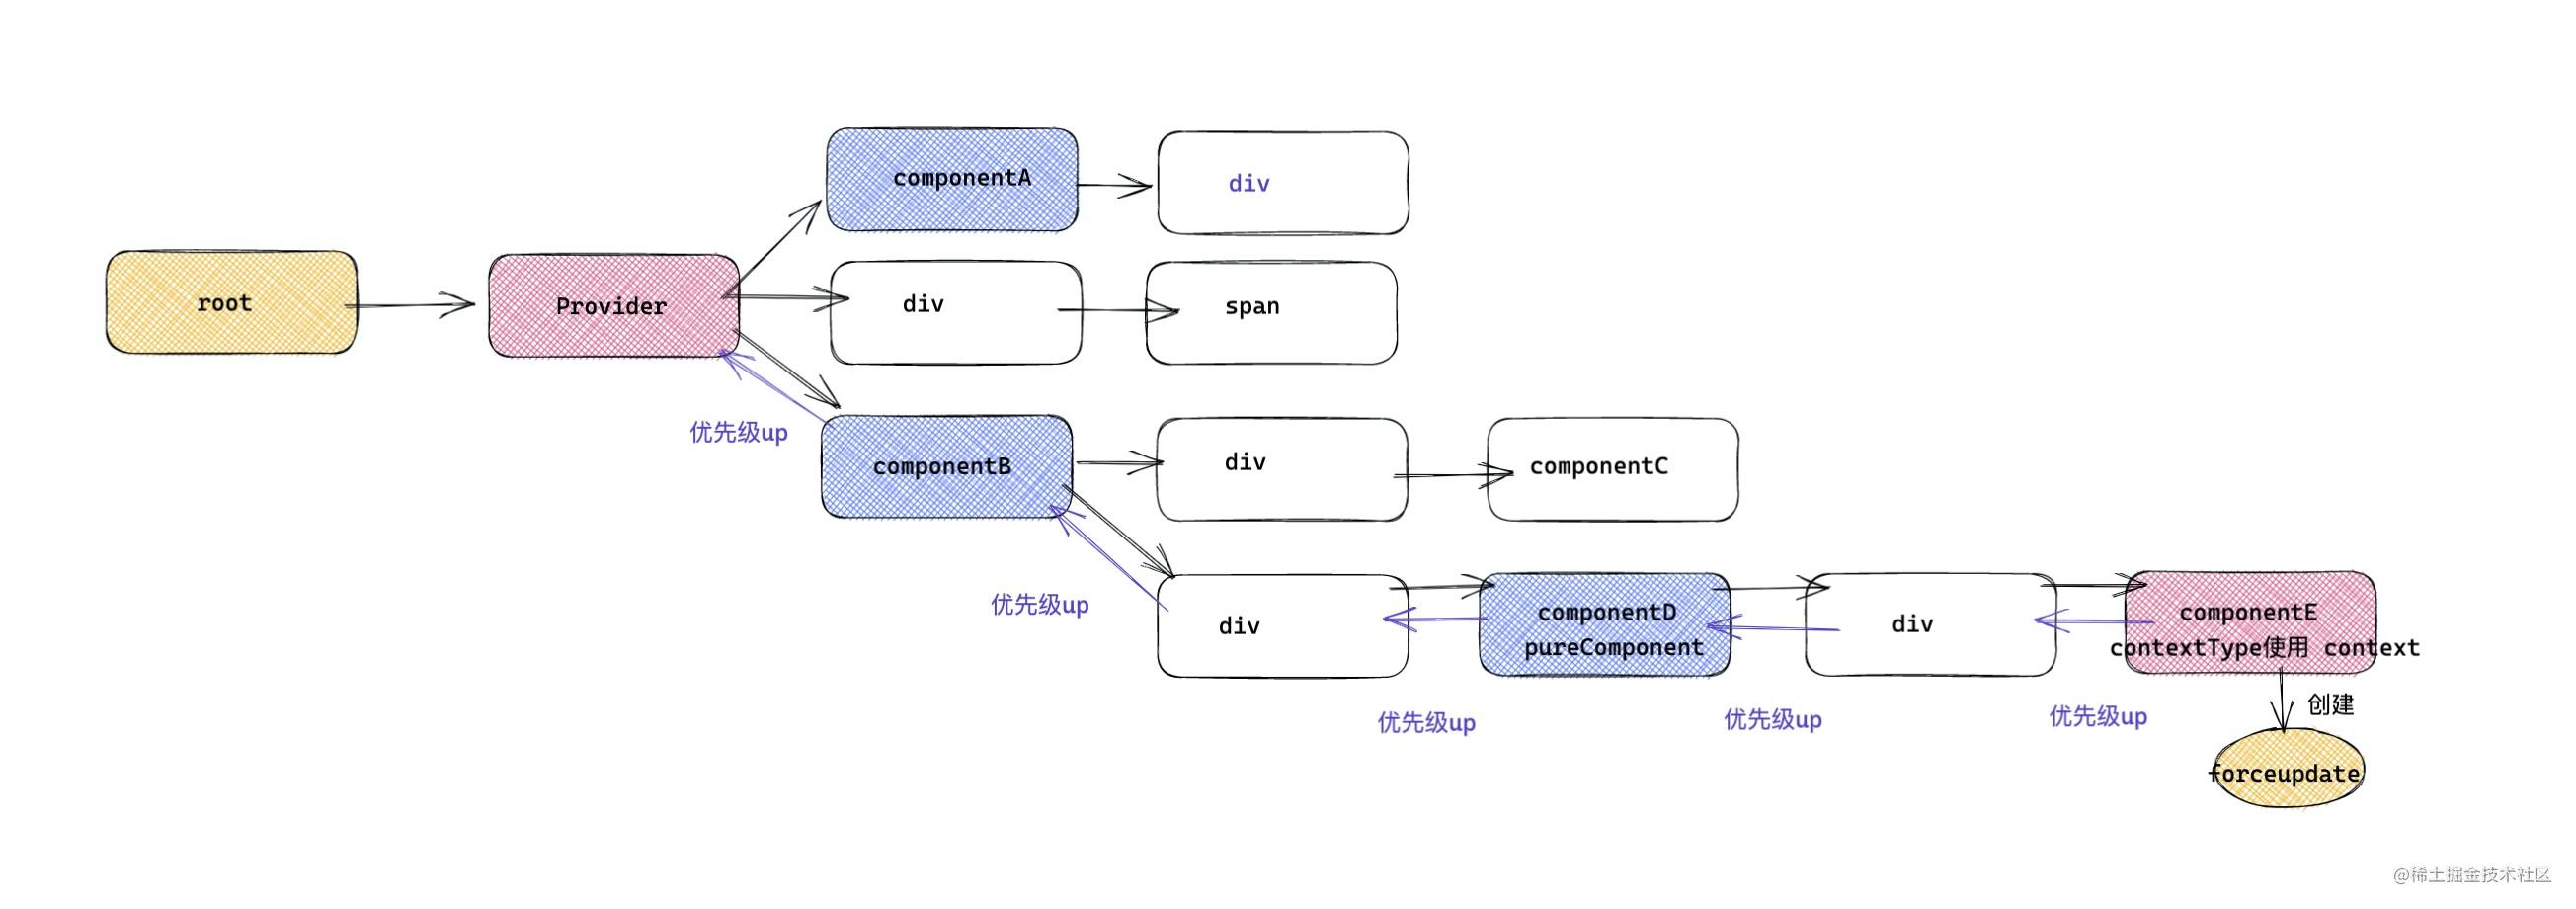 componentA
div
root
Provider
div
span
优先级up
componentB
div
componentC
优先级up
div
componentD
pureComponent
div
componentE
contextType使用 context
优先级up
优先级up
优先级up
创建
forceupdate
@稀土掘金技术社区